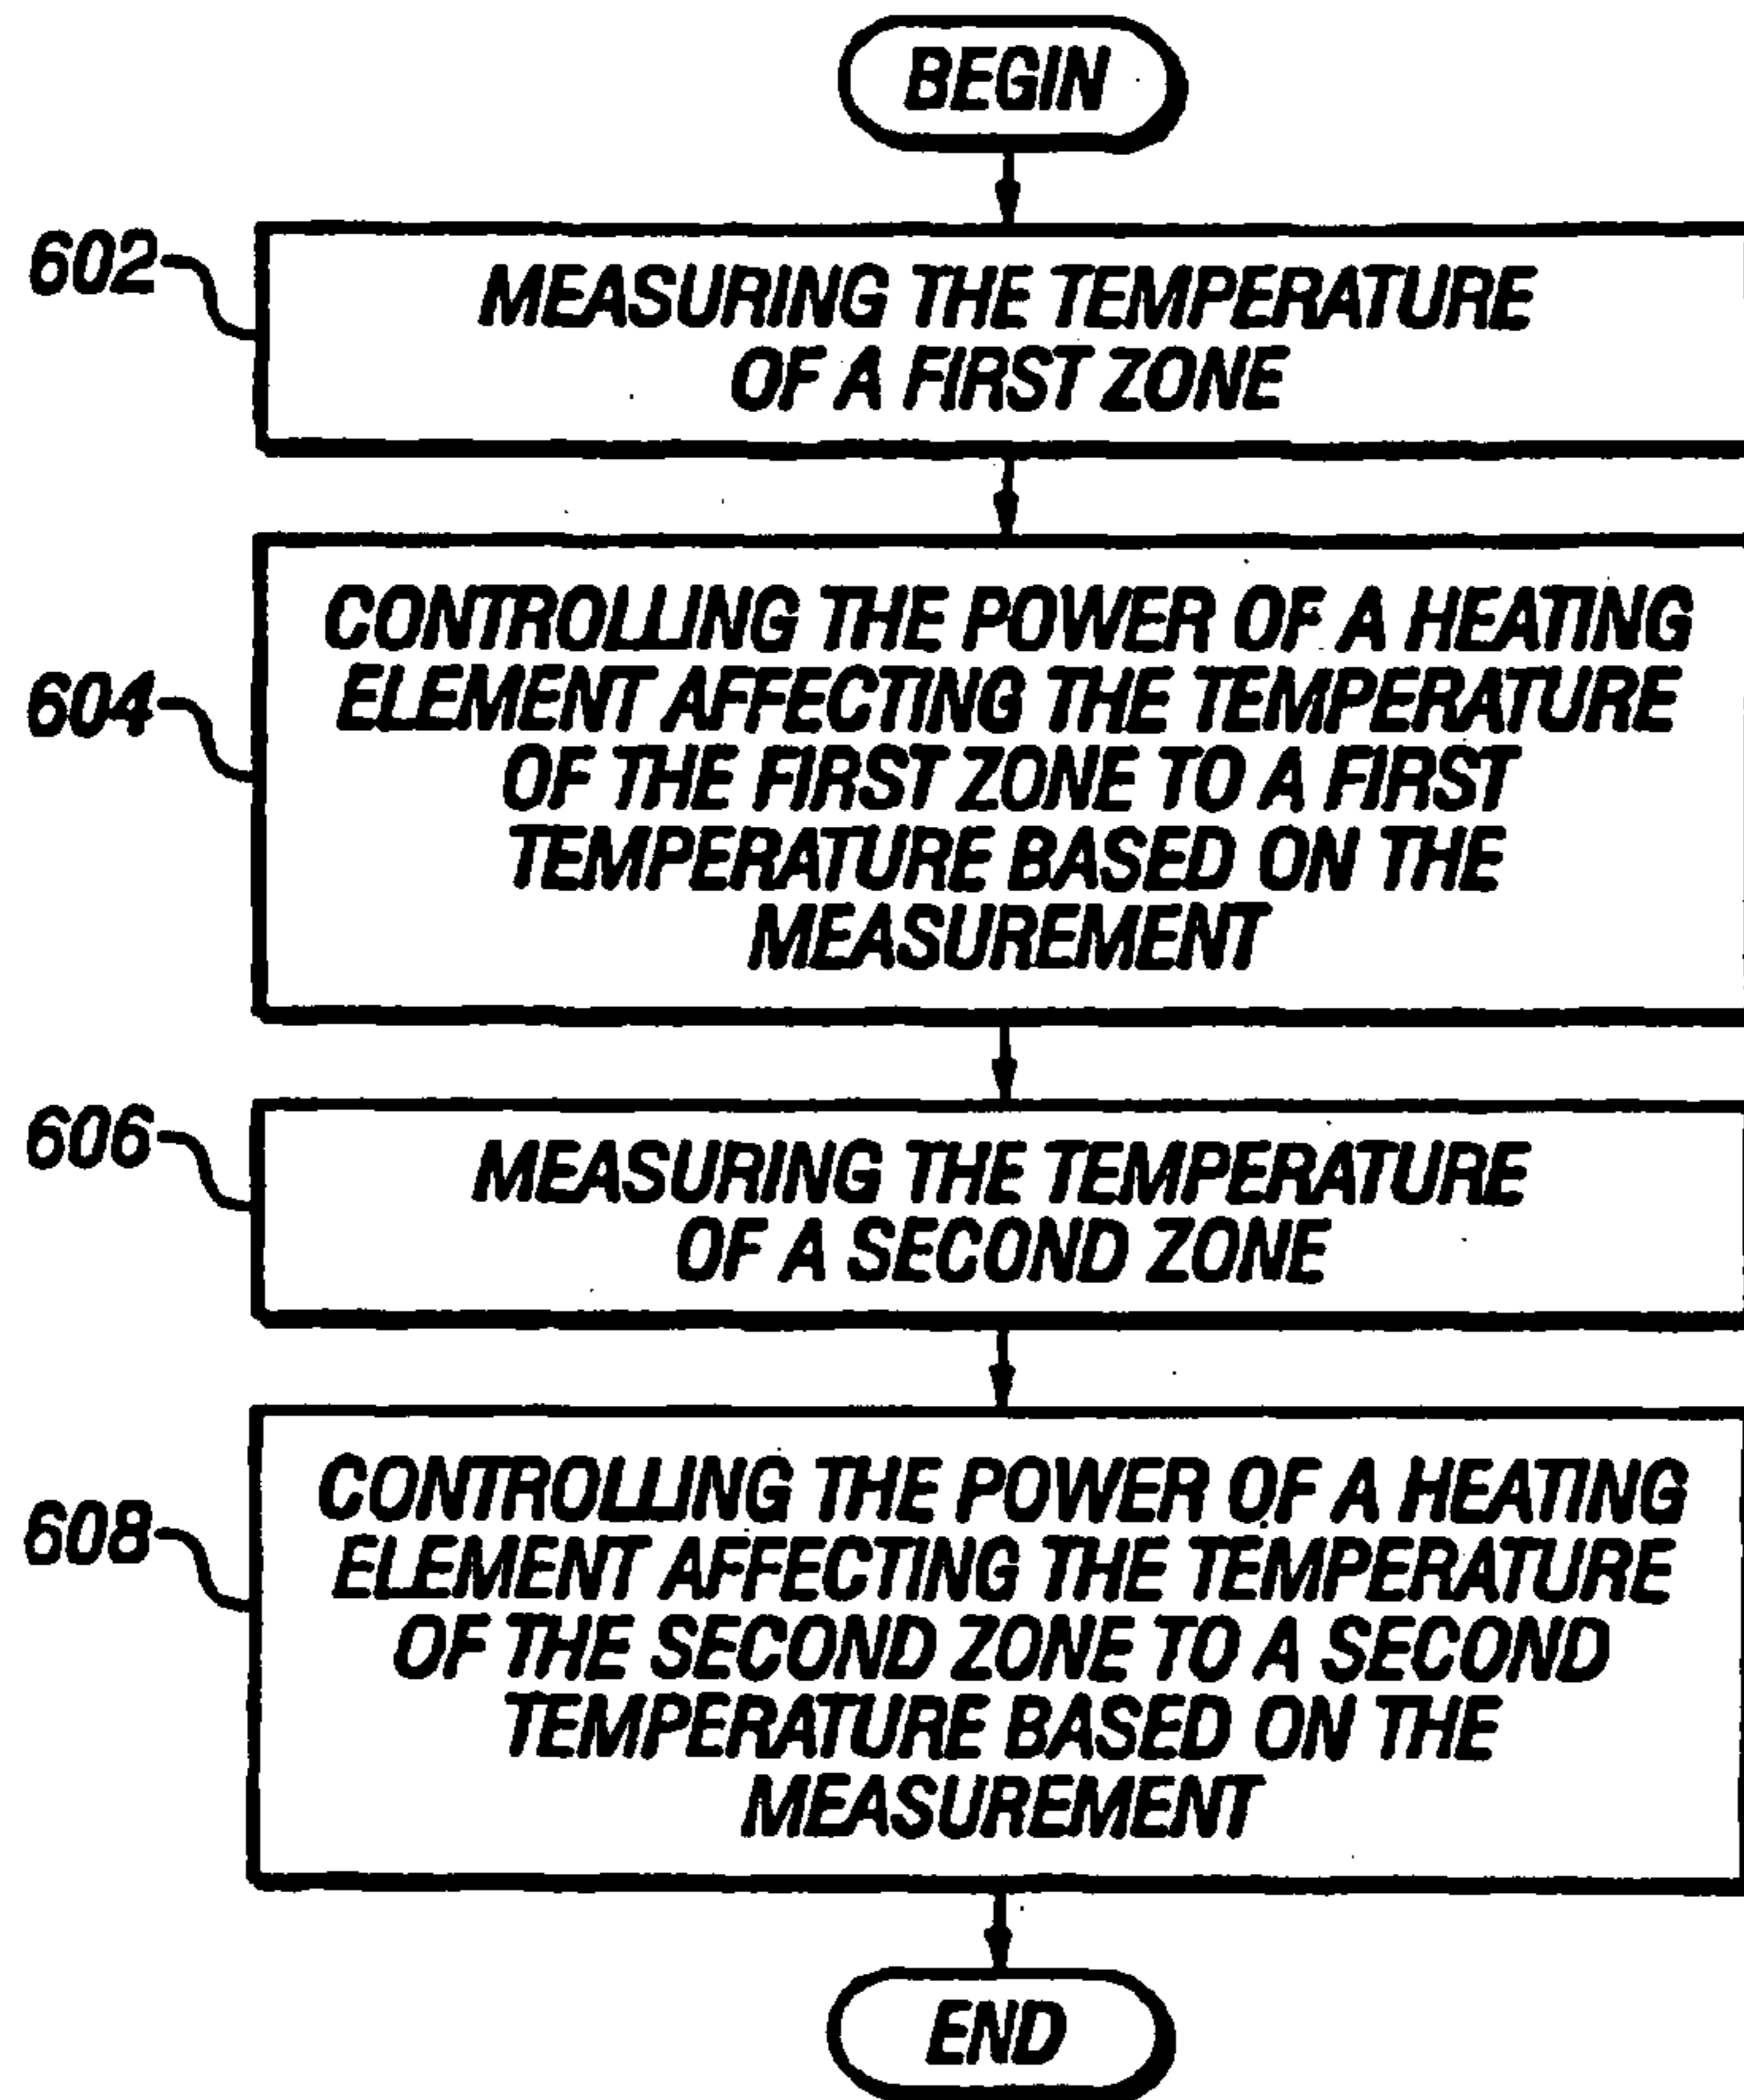 BEGIN
602
MEASURING THE TEMPERATURE
OF A FIRST ZONE
604
CONTROLLING THE POWER OF A HEATING
ELEMENT AFFECTING THE TEMPERATURE
OF THE FIRST ZONE TO A FIRST
TEMPERATURE BASED ON THE
MEASUREMENT
606
MEASURING THE TEMPERATURE
OF A SECOND ZONE
608
CONTROLLING THE POWER OF A HEATING
ELEMENT AFFECTING THE TEMPERATURE
OF THE SECOND ZONE TO A SECOND
TEMPERATURE BASED ON THE
MEASUREMENT
END